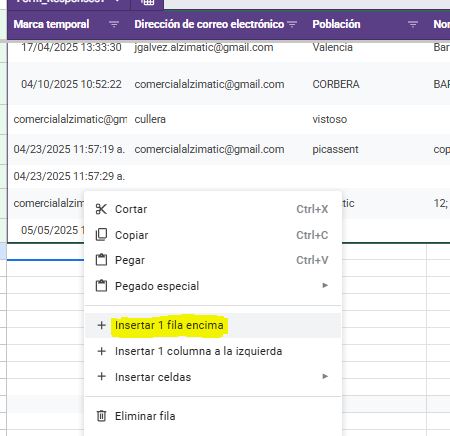 Marca temporal Dirección de correo electrónico Población Nor
17/04/2025 13:33:30 jgalvez.alzimatic@gmail.com Valencia Bar
04/10/2025 10:52:22 comercialalzimatic@gmail.com CORBERA BAR
comercialalzimatic@gm cullera vistoso
04/23/2025 11:57:19 a. comercialalzimatic@gmail.com picassent cop
04/23/2025 11:57:29 a.
comercialalzim tic 12;
05/05/2025 1
Cortar Ctrl+X
Copiar Ctrl+C
Pegar Ctrl+V
Pegado especial
Insertar 1 fila encima
Insertar 1 columna a la izquierda
Insertar celdas
Eliminar fila